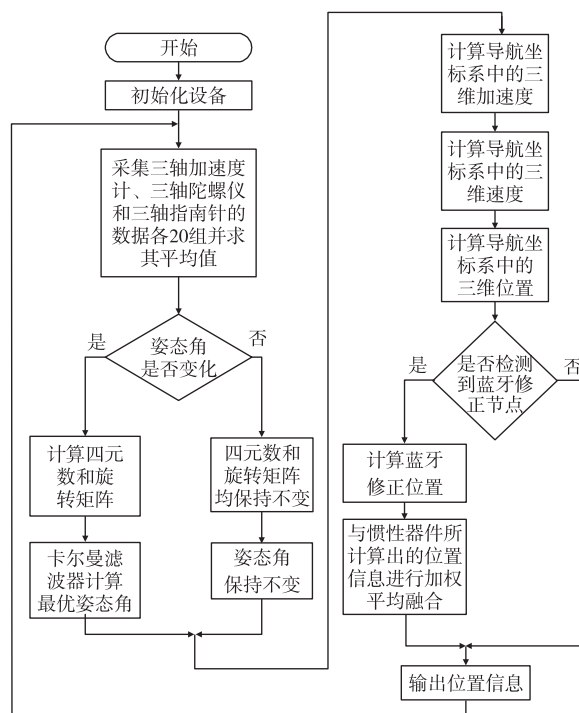 开始
初始化设备
采集三轴加速度
计、三轴陀螺仪
和三轴指南针的
数据各20组并求
其平均值
姿态角
是否变化
是
否
计算四元
数和旋
转矩阵
四元数和
旋转矩阵
均保持不变
卡尔曼滤
波器计算
最优姿态角
姿态角
保持不变
计算导航坐
标系中的三
维加速度
计算导航坐
标系中的三
维速度
计算导航坐
标系中的
三维位置
是否检测
到蓝牙修
正节点
是
否
计算蓝牙
修正位置
与惯性器件所
计算出的位置
信息进行加权
平均融合
输出位置信息